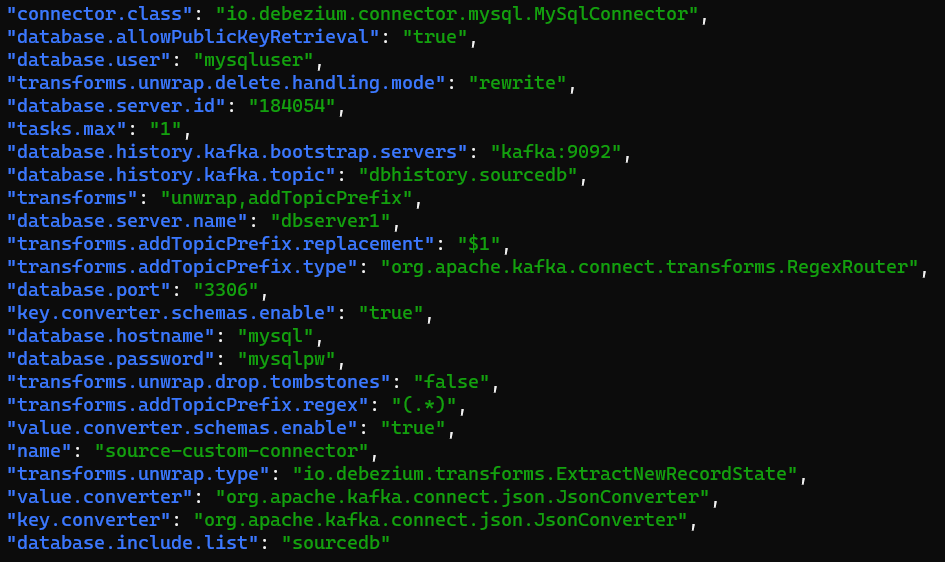 "connector.class": "io.debezium.connector.mysql.MySqlConnector",
"database.allowPublicKeyRetrieval": "true",
"database.user": "mysqluser",
"transforms.unwrap.delete.handling.mode": "rewrite",
"database.server.id": "184054",
"tasks.max": "1",
"database.history.kafka.bootstrap.servers": "kafka:9092",
"database.history.kafka.topic": "dbhistory.sourcedb",
"transforms": "unwrap,addTopicPrefix",
"database.server.name": "dbserver1",
"transforms.addTopicPrefix.replacement": "$1",
"transforms.addTopicPrefix.type": "org.apache.kafka.connect.transforms.RegexRouter",
"database.port": "3306",
"key.converter.schemas.enable": "true",
"database.hostname": "mysql",
"database.password": "mysqlpw",
"transforms.unwrap.drop.tombstones": "false",
"transforms.addTopicPrefix.regex": "(.*)",
"value.converter.schemas.enable": "true",
"name": "source-custom-connector",
"transforms.unwrap.type": "io.debezium.transforms.ExtractNewRecordState",
"value.converter": "org.apache.kafka.connect.json.JsonConverter",
"key.converter": "org.apache.kafka.connect.json.JsonConverter",
"database.include.list": "sourcedb"